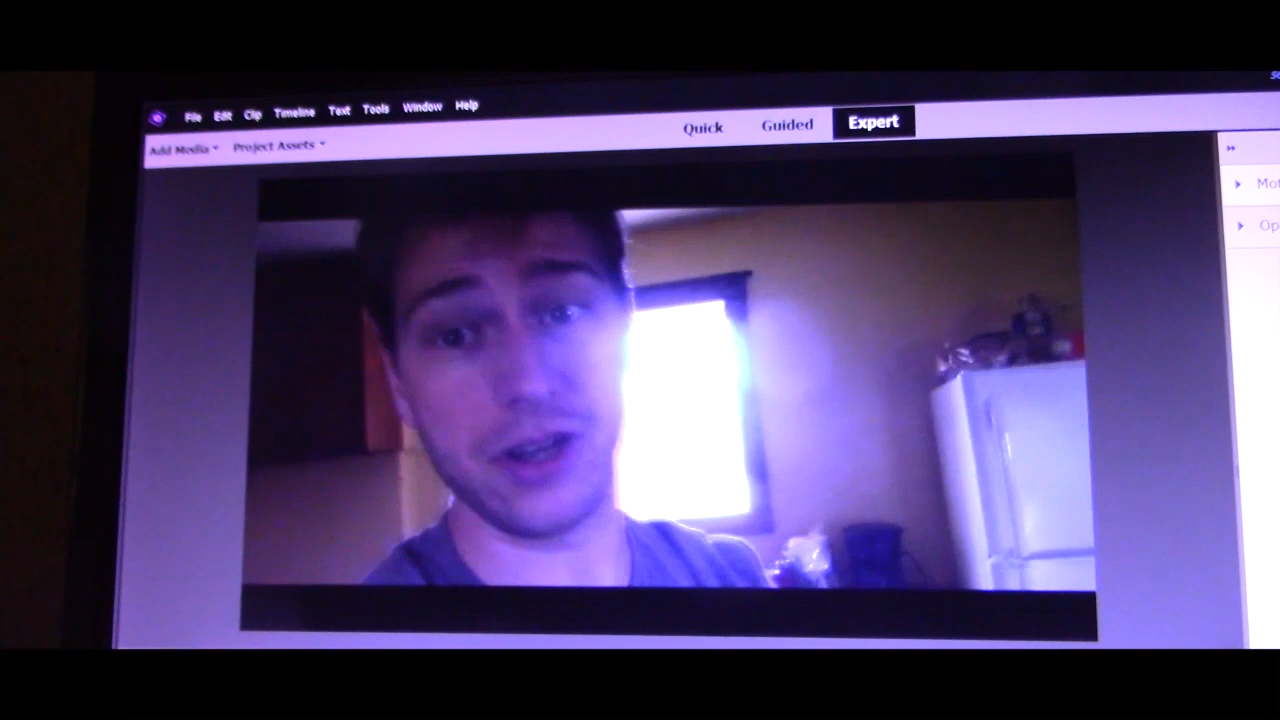 File Edit Clip Timeline Text Tools Window Help
Quick Guided Expert
Add Media Project Assets